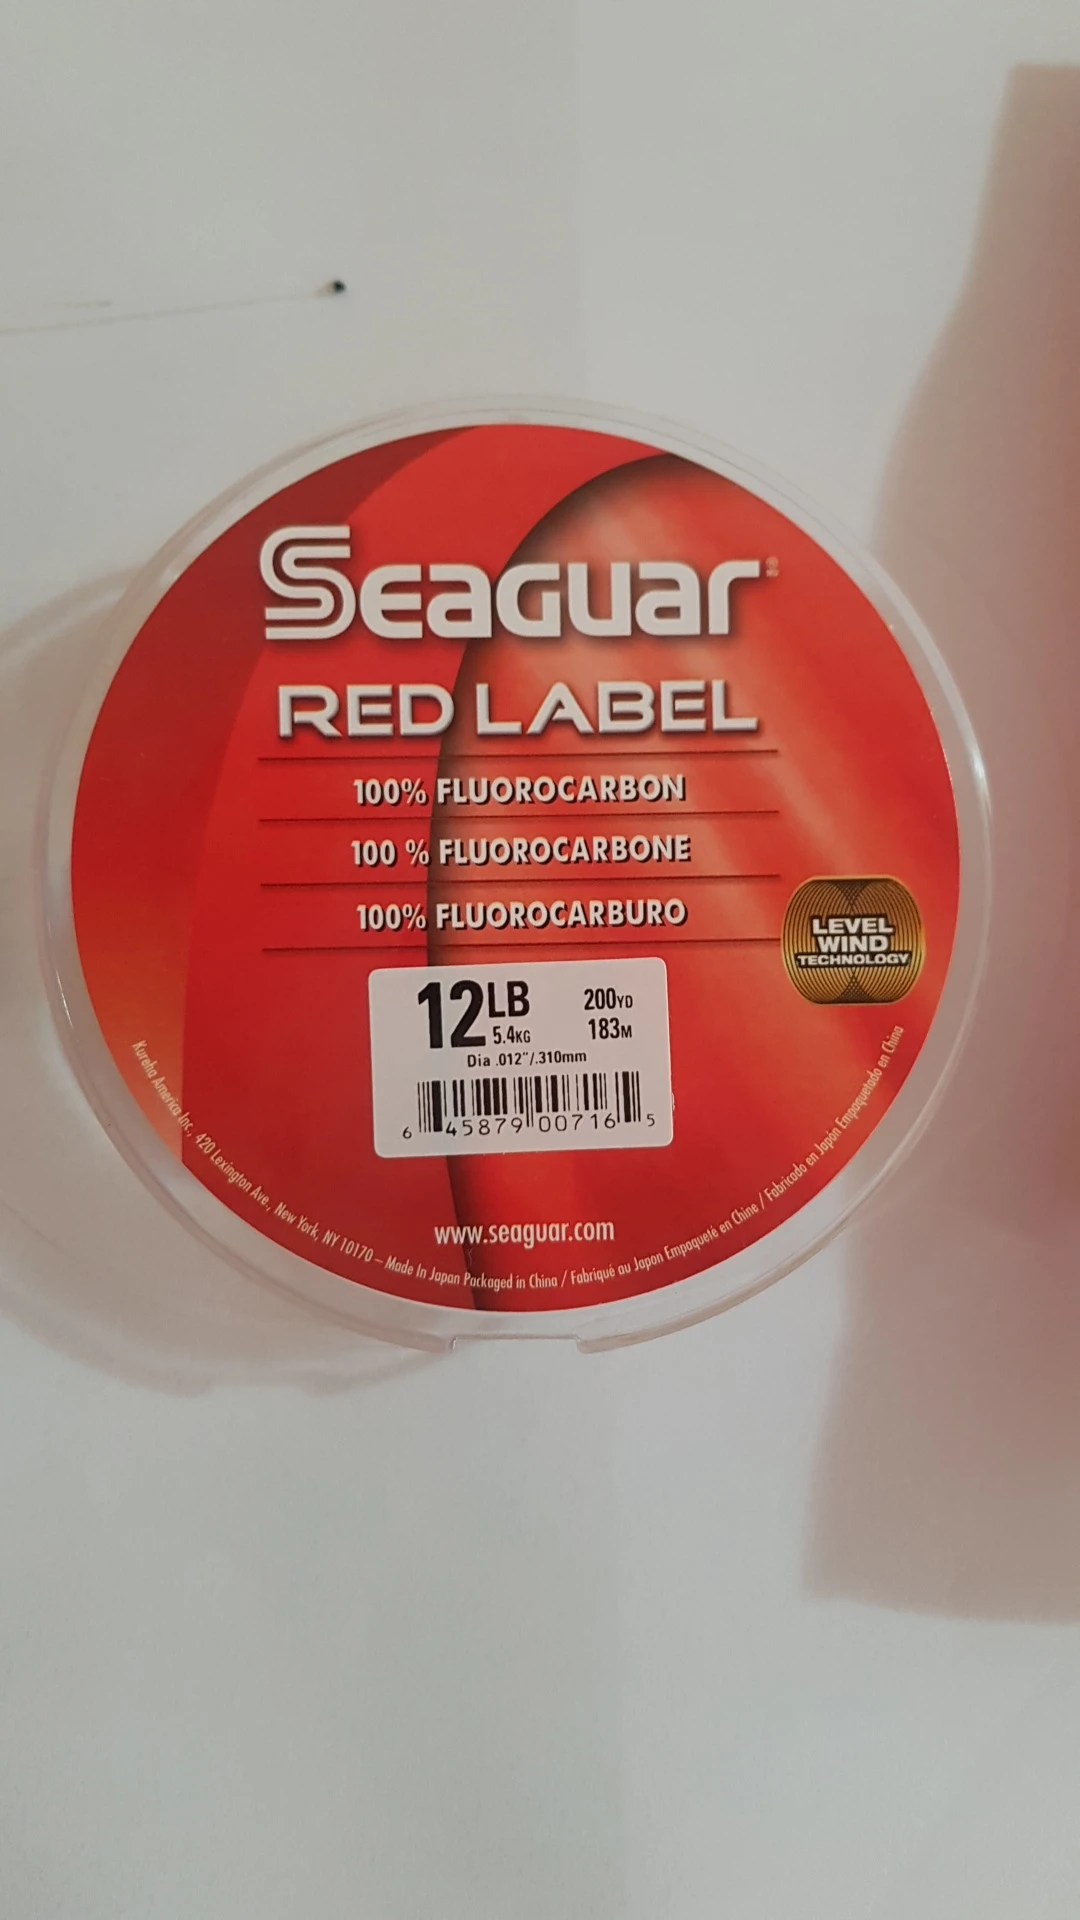 SEAGUAR®
RED LABEL
100% FLUOROCARBON
100 % FLUOROCARBONE
100% FLUOROCARBURO
LEVEL
WIND
TECHNOLOGY
12LB 200YD
5.4KG 183M
Dia .012"/.310mm
6 45879 00716 5
www.seaguar.com
Kureha America Inc., 420 Lexington Ave., New York, NY 10170 – Made In Japan Packaged in China / Fabriqué au Japon Empaqueté en Chine / Fabricado en Japón Empaquetado en China